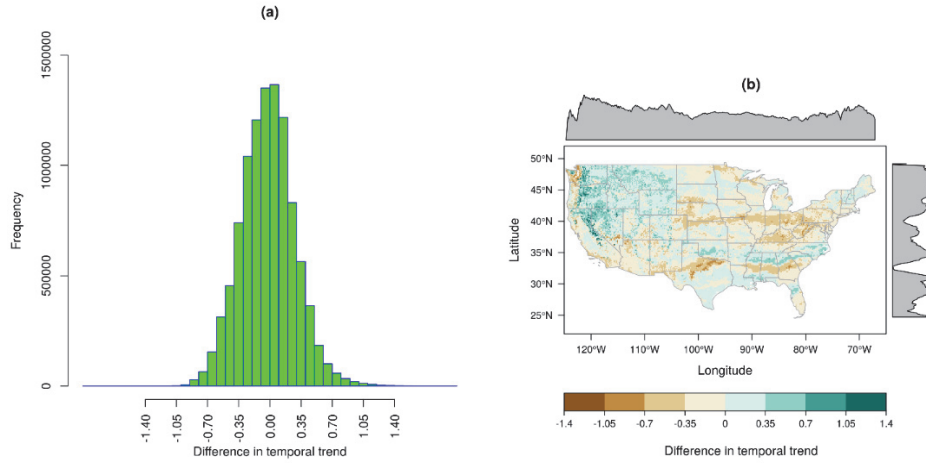 (a)
Frequency
1500000
1000000
500000
0
-1.40
-1.05
-0.70
-0.35
0.00
0.35
0.70
1.05
1.40
Difference in temporal trend
(b)
Latitude
50°N
45°N
40°N
35°N
30°N
25°N
120°W 110°W 100°W 90°W 80°W 70°W
Longitude
-1.4 -1.05 -0.7 -0.35 0 0.35 0.7 1.05 1.4
Difference in temporal trend